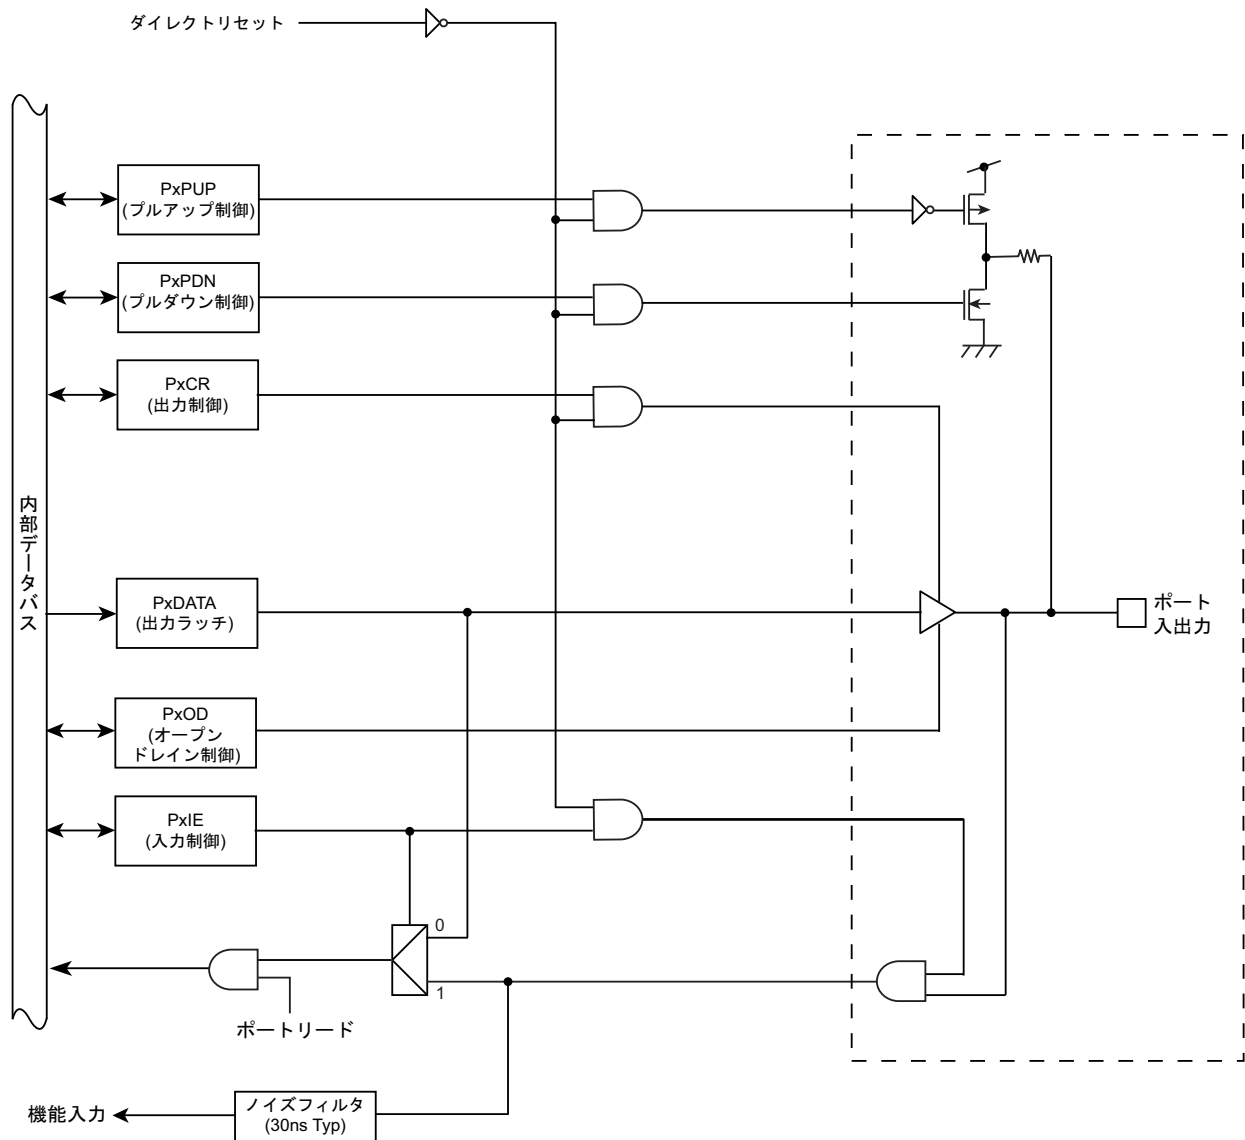 ダイレクトリセット
PxPUP
(プルアップ制御)
PxPDN
(プルダウン制御)
PxCR
(出力制御)
内部データバス
PxDATA
(出力ラッチ)
ポート
入出力
PxOD
(オープン
ドレイン制御)
PxIE
(入力制御)
0
1
ポートリード
機能入力
ノイズフィルタ
(30ns Typ)